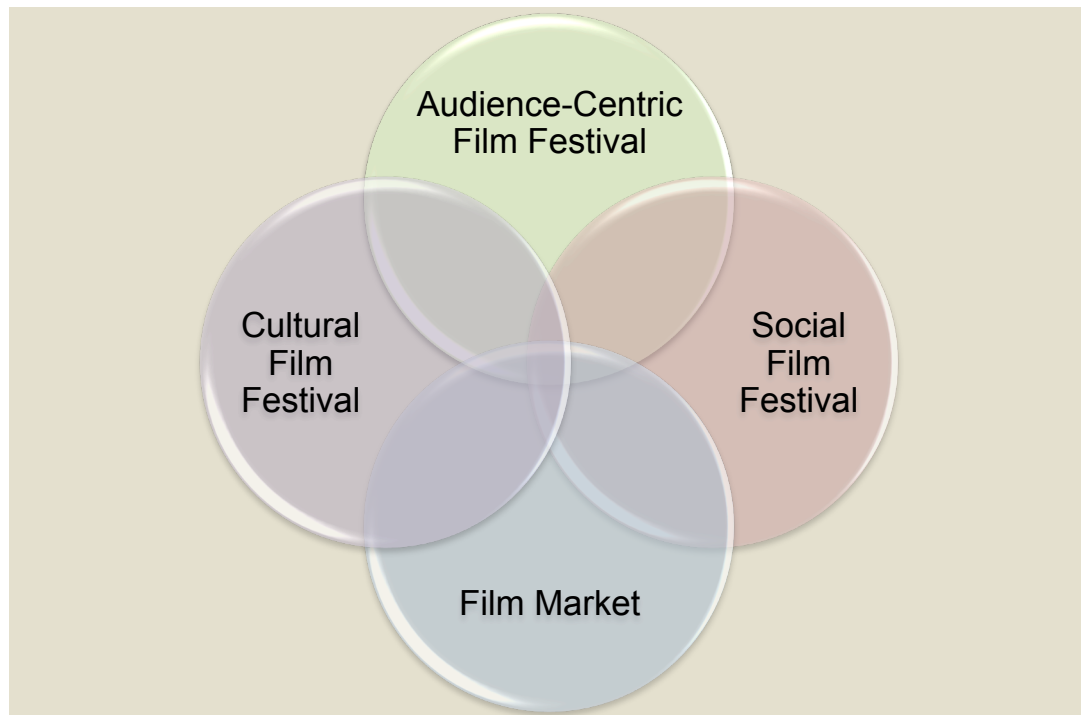 Audience-Centric
Film Festival
Cultural
Film
Festival
Social
Film
Festival
Film Market